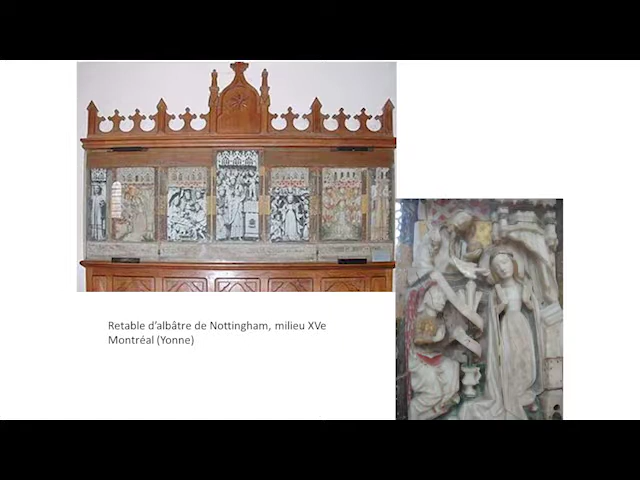 Retable d'albâtre de Nottingham, milieu XVe
Montréal (Yonne)